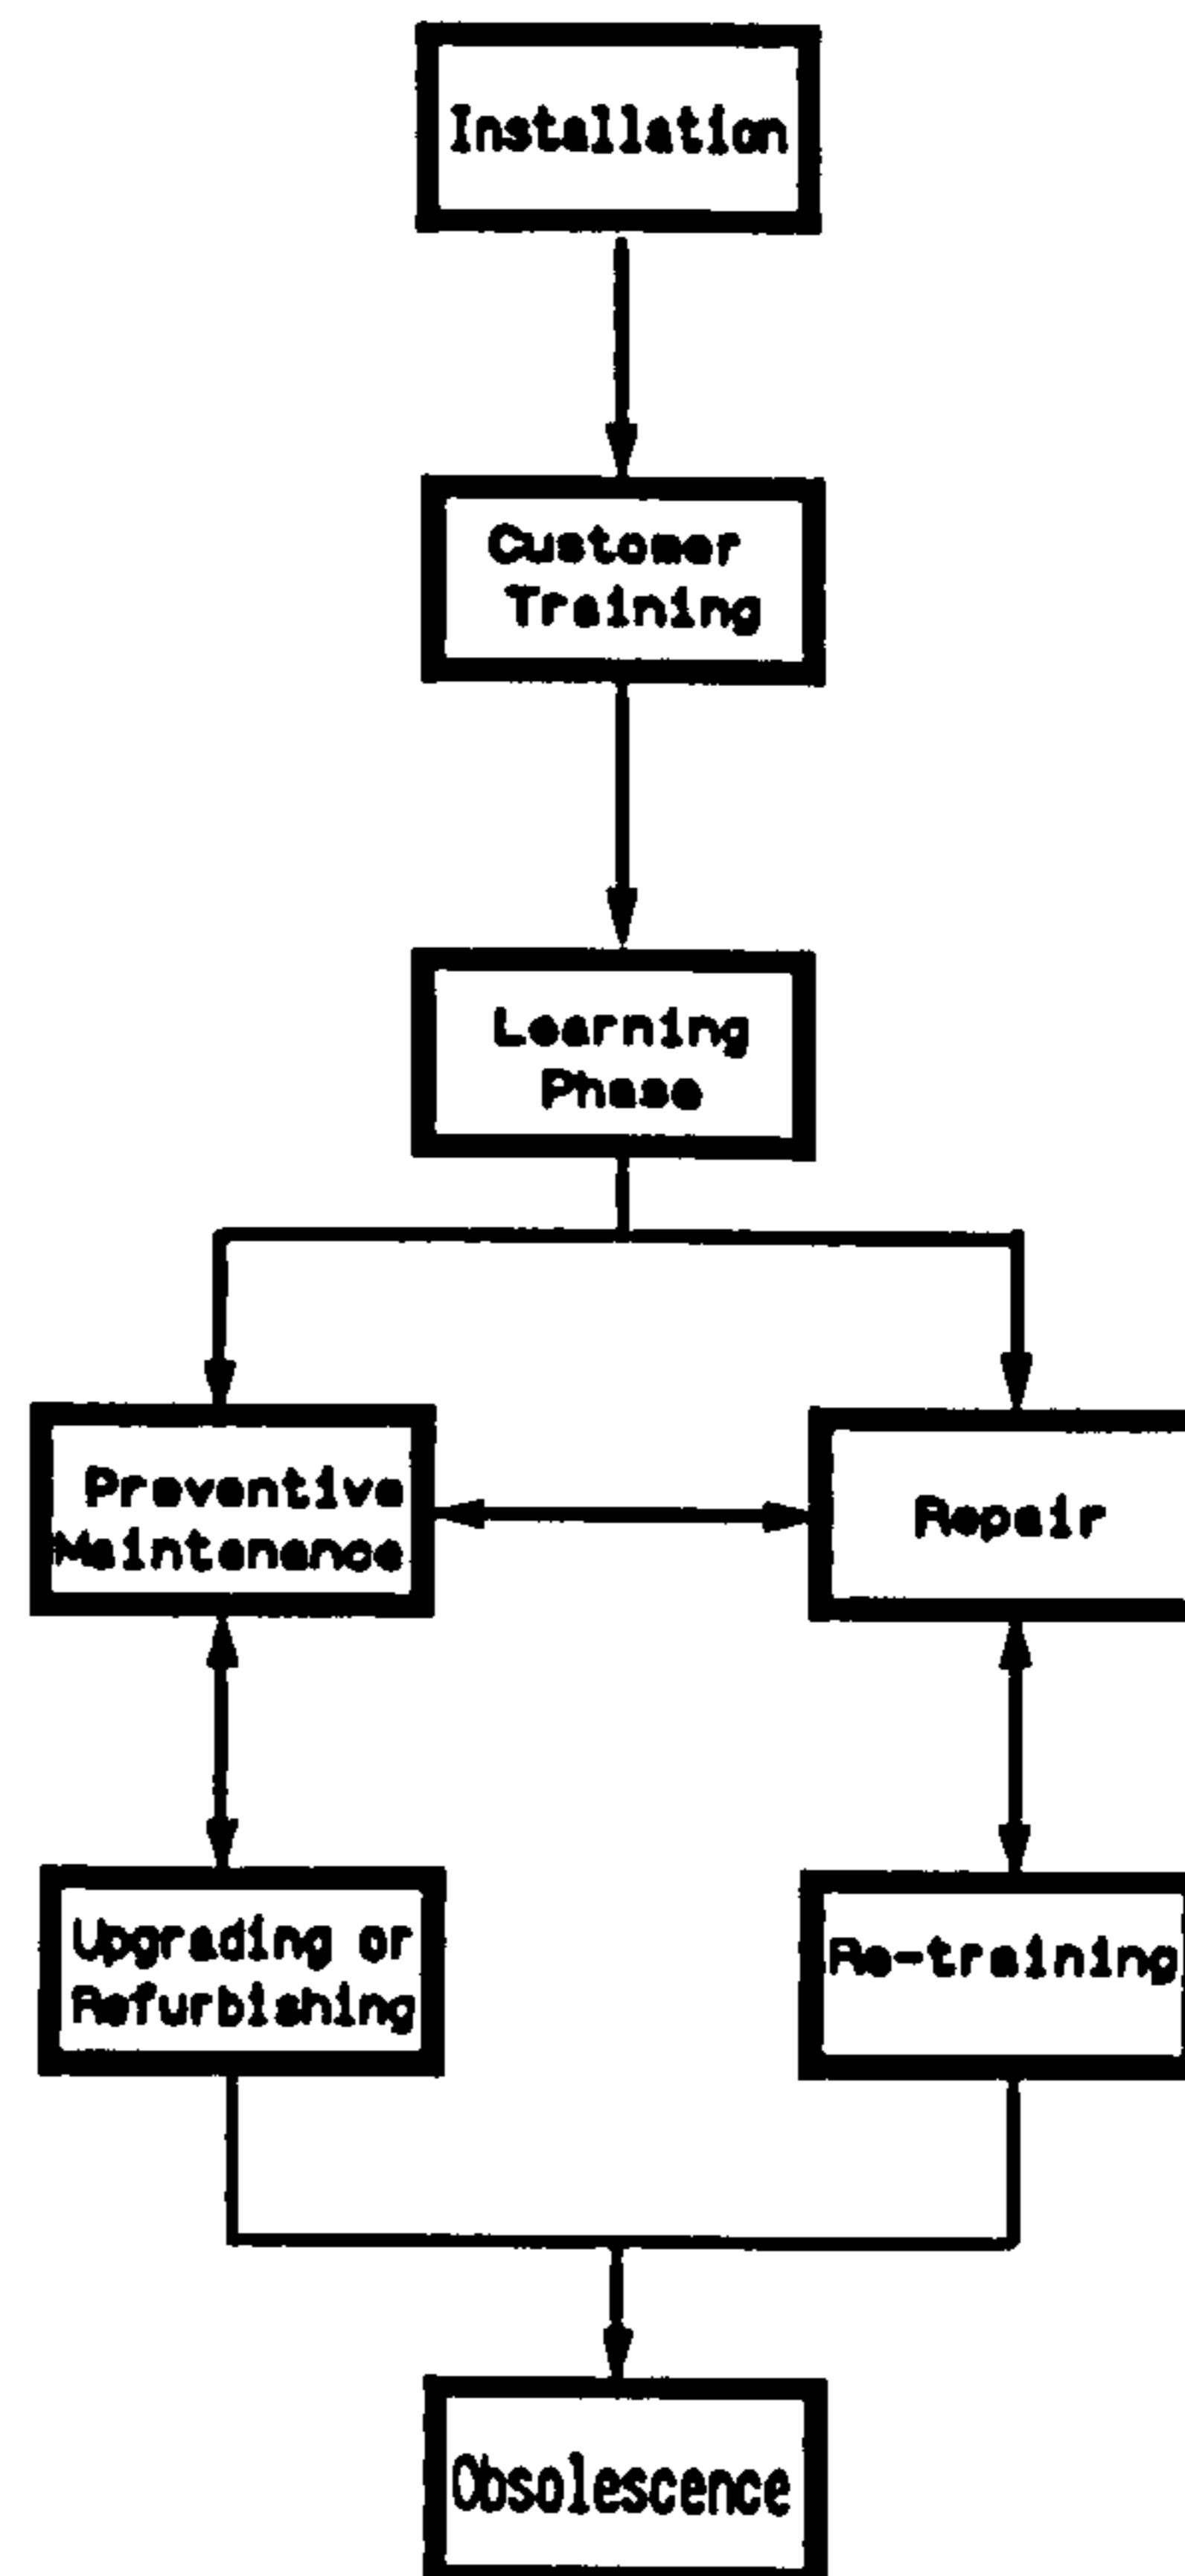 Installation
Customer
Training
Learning
Phase
Preventive
Maintenance
Repair
Upgrading or
Refurbishing
Re-training
Obsolescence